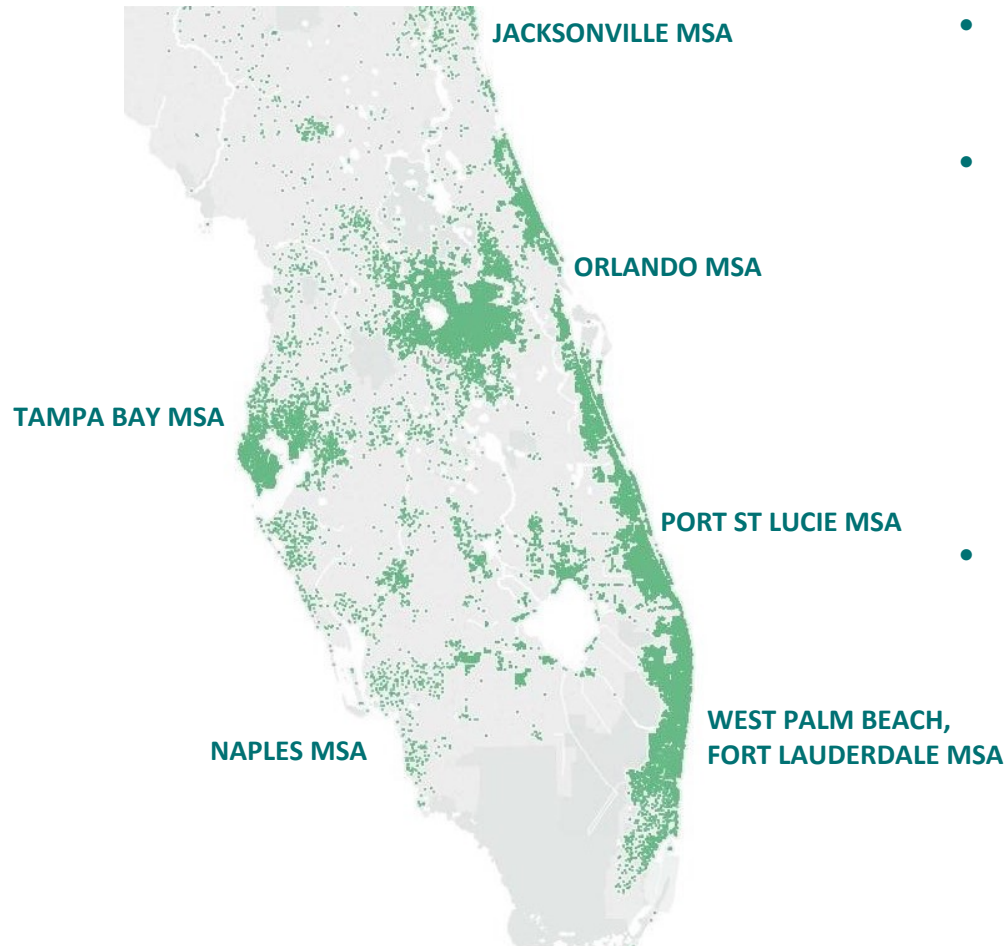 JACKSONVILLE MSA
ORLANDO MSA
TAMPA BAY MSA
PORT ST LUCIE MSA
WEST PALM BEACH,
FORT LAUDERDALE MSA
NAPLES MSA